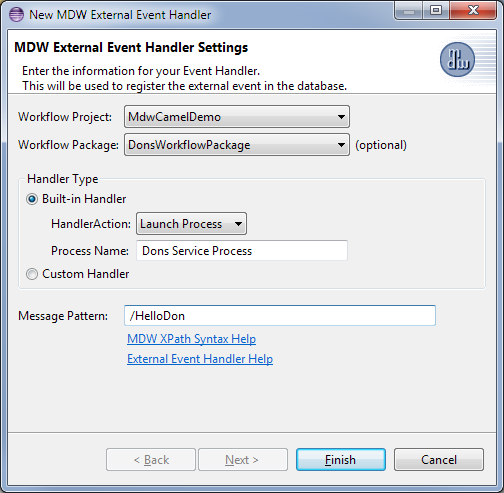 New MDW External Event Handler
MDW External Event Handler Settings
Enter the information for your Event Handler.
This will be used to register the external event in the database.
Workflow Project: MdwCamelDemo
Workflow Package: DonsWorkflowPackage (optional)
Handler Type
Built-in Handler
HandlerAction: Launch Process
Process Name: Dons Service Process
Custom Handler
Message Pattern: /HelloDon
MDW XPath Syntax Help
External Event Handler Help
< Back Next > Finish Cancel